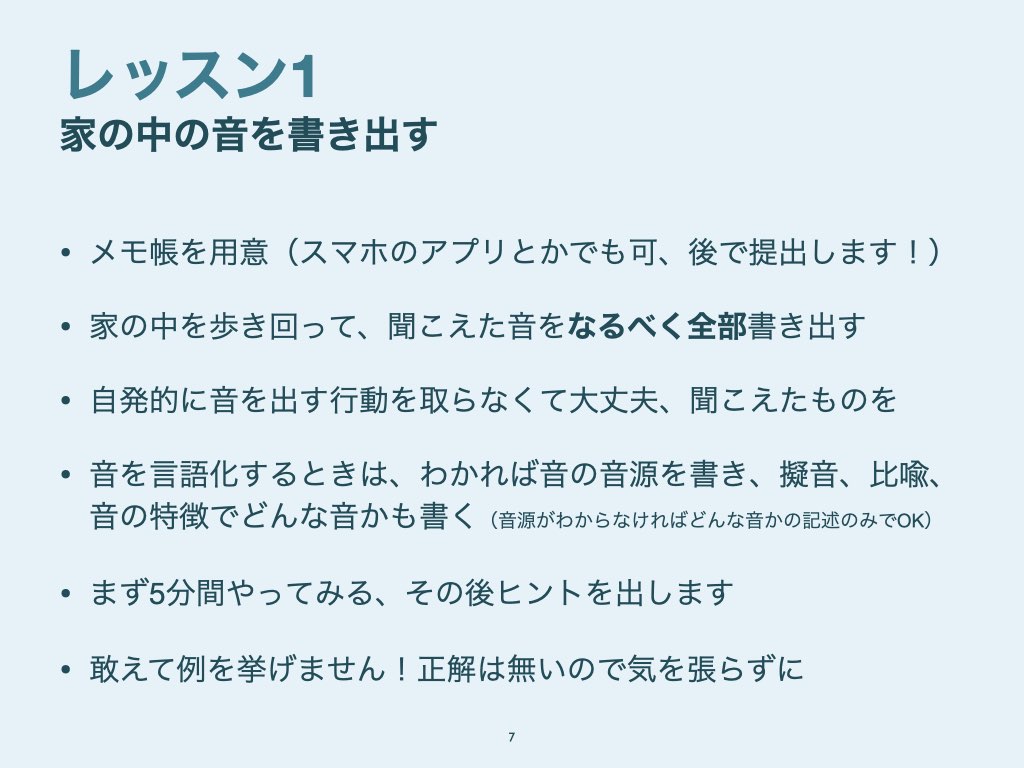 レッスン1
家の中の音を書き出す
• メモ帳を用意（スマホのアプリとかでも可、後で提出します！）
• 家の中を歩き回って、聞こえた音をなるべく全部書き出す
• 自発的に音を出す行動を取らなくて大丈夫、聞こえたものを
• 音を言語化するときは、わかれば音の音源を書き、擬音、比喩、
音の特徴でどんな音かも書く（音源がわからなければどんな音かの記述のみでOK）
• まず5分間やってみる、その後ヒントを出します
• 敢えて例を挙げません！正解は無いので気を張らずに
7